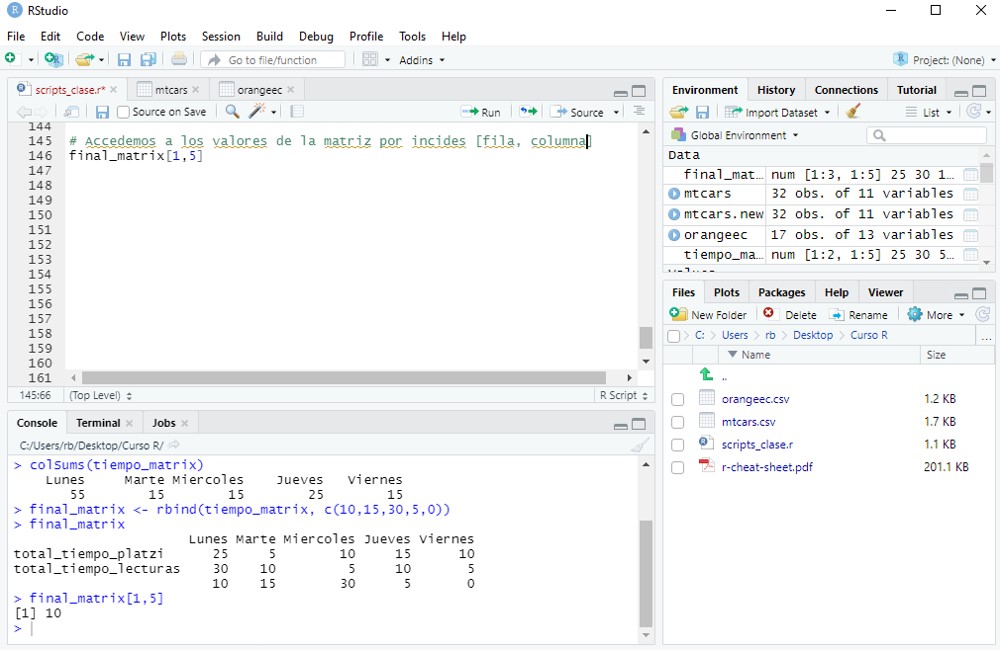 RStudio
File Edit Code View Plots Session Build Debug Profile Tools Help
Go to file/function
Addins
Project: (None)
scripts_clase.r*
mtcars
orangeec
Source on Save
Run
Source
144
145 # Accedemos a los valores de la matriz por incides [fila, columna]
146 final_matrix[1,5]
147
148
149
150
151
152
153
154
155
156
157
158
159
160
161
145:66 (Top Level) R Script
Console Terminal Jobs
C:/Users/rb/Desktop/Curso R/
> colSums(tiempo_matrix)
Lunes Marte Miercoles Jueves Viernes
55 15 15 25 15
> final_matrix <- rbind(tiempo_matrix, c(10,15,30,5,0))
> final_matrix
Lunes Marte Miercoles Jueves Viernes
total_tiempo_platzi 25 5 10 15 10
total_tiempo_lecturas 30 10 5 10 5
10 15 30 5 0
> final_matrix[1,5]
[1] 10
>
Environment History Connections Tutorial
Import Dataset List
Global Environment
Data
final_mat… num [1:3, 1:5] 25 30 1…
mtcars 32 obs. of 11 variables
mtcars.new 32 obs. of 11 variables
orangeec 17 obs. of 13 variables
tiempo_ma… num [1:2, 1:5] 25 30 5…
Files Plots Packages Help Viewer
New Folder Delete Rename More
C: Users rb Desktop Curso R ...
Name Size
..
orangeec.csv 1.2 KB
mtcars.csv 1.7 KB
scripts_clase.r 1.1 KB
r-cheat-sheet.pdf 201.1 KB